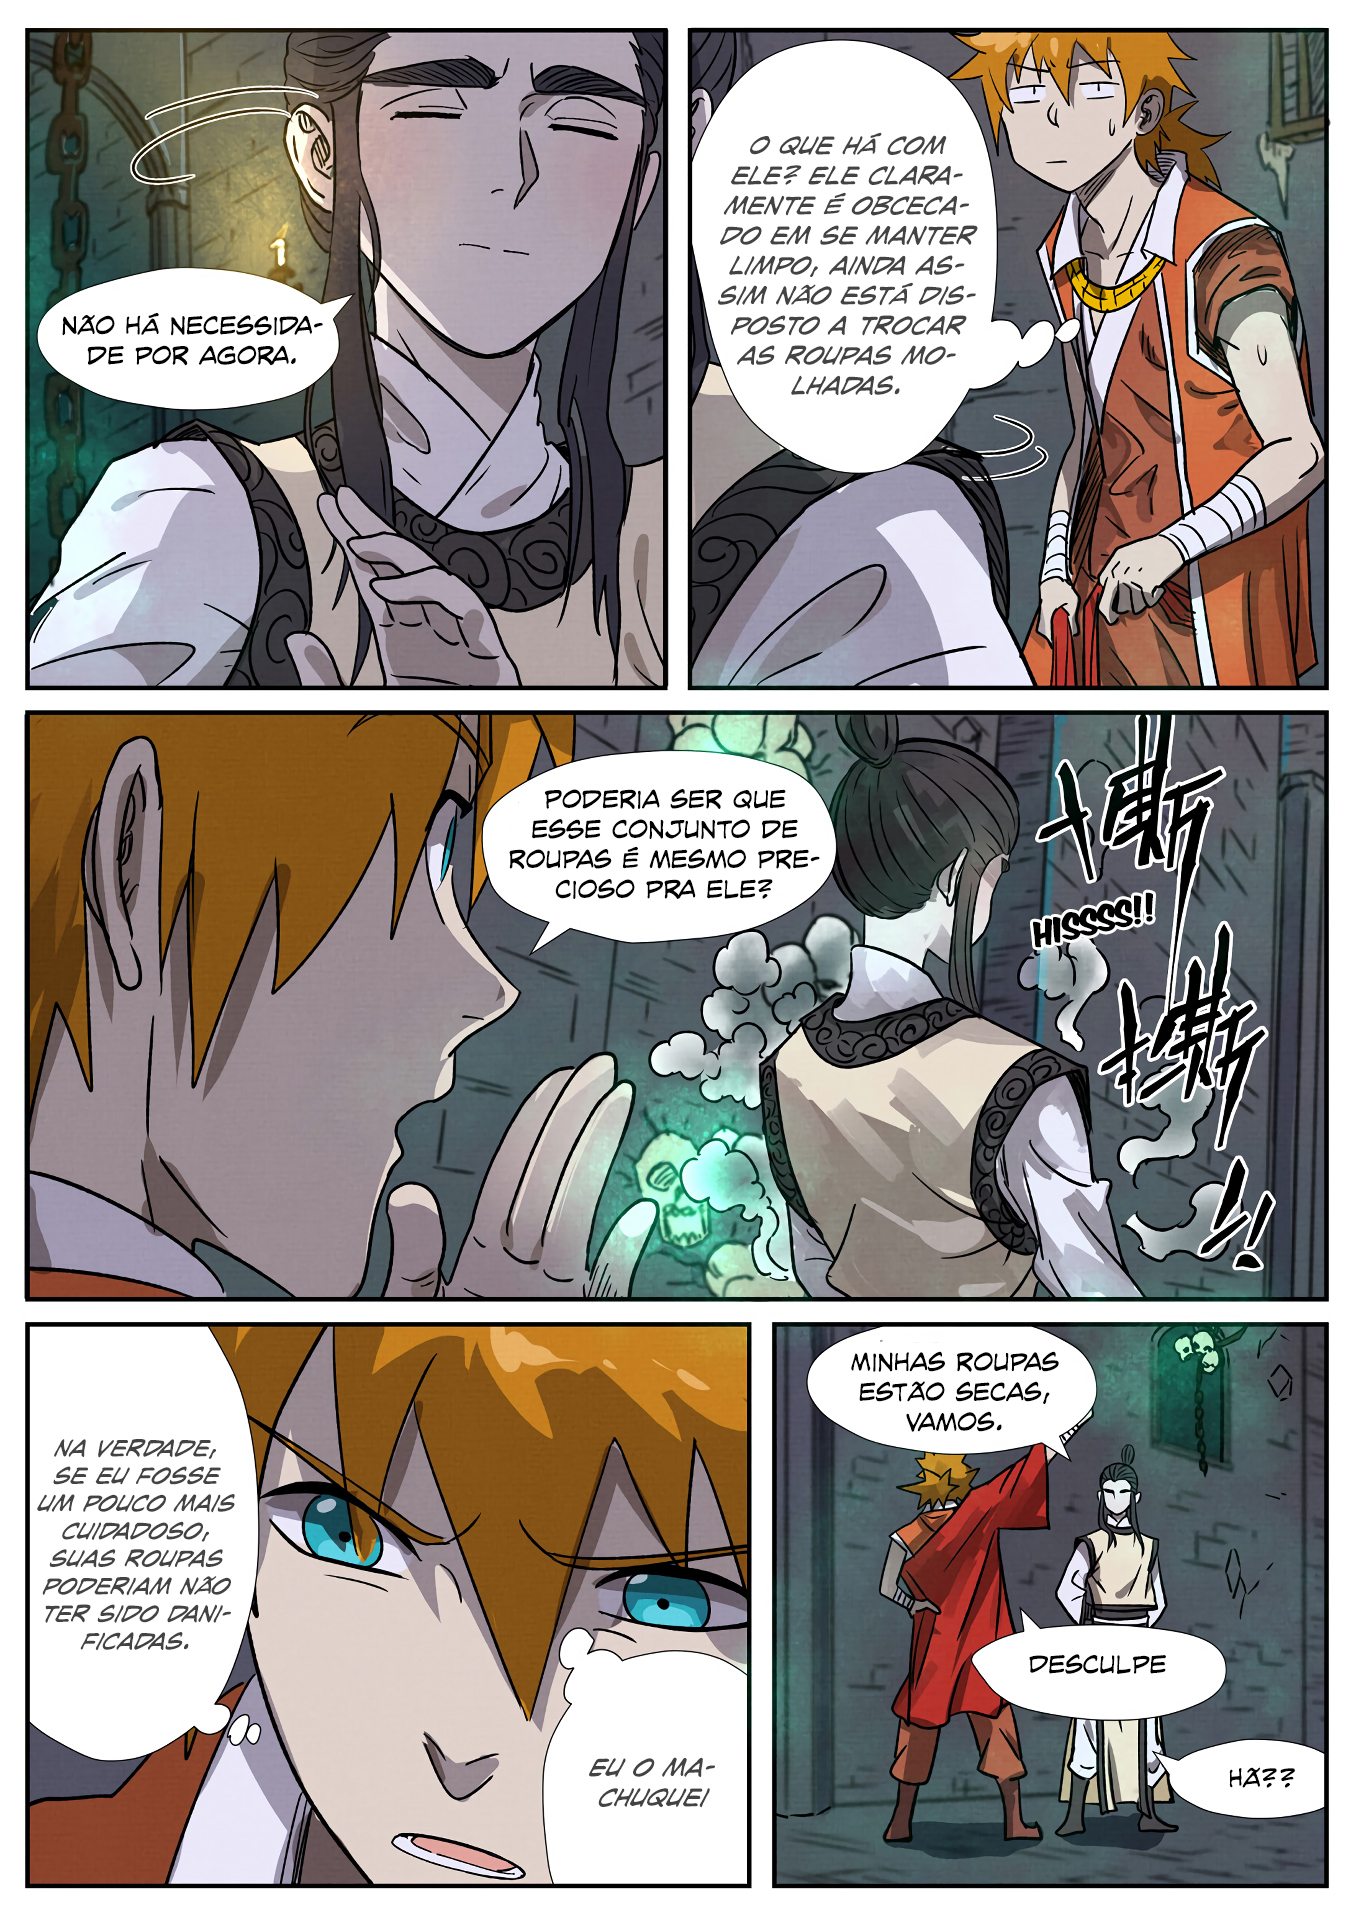 NÃO HÁ NECESSIDA-
DE POR AGORA.
O QUE HÁ COM
ELE? ELE CLARA-
MENTE É OBCECA-
DO EM SE MANTER
LIMPO, AINDA AS-
SIM NÃO ESTÁ DIS-
POSTO A TROCAR
AS ROUPAS MO-
LHADAS.
PODERIA SER QUE
ESSE CONJUNTO DE
ROUPAS É MESMO PRE-
CIOSO PRA ELE?
撕
HISSSS!!
撕
!!
NA VERDADE,
SE EU FOSSE
UM POUCO MAIS
CUIDADOSO,
SUAS ROUPAS
PODERIAM NÃO
TER SIDO DANI-
FICADAS.
EU O MA-
CHUQUEI
MINHAS ROUPAS
ESTÃO SECAS,
VAMOS.
DESCULPE
HÃ??